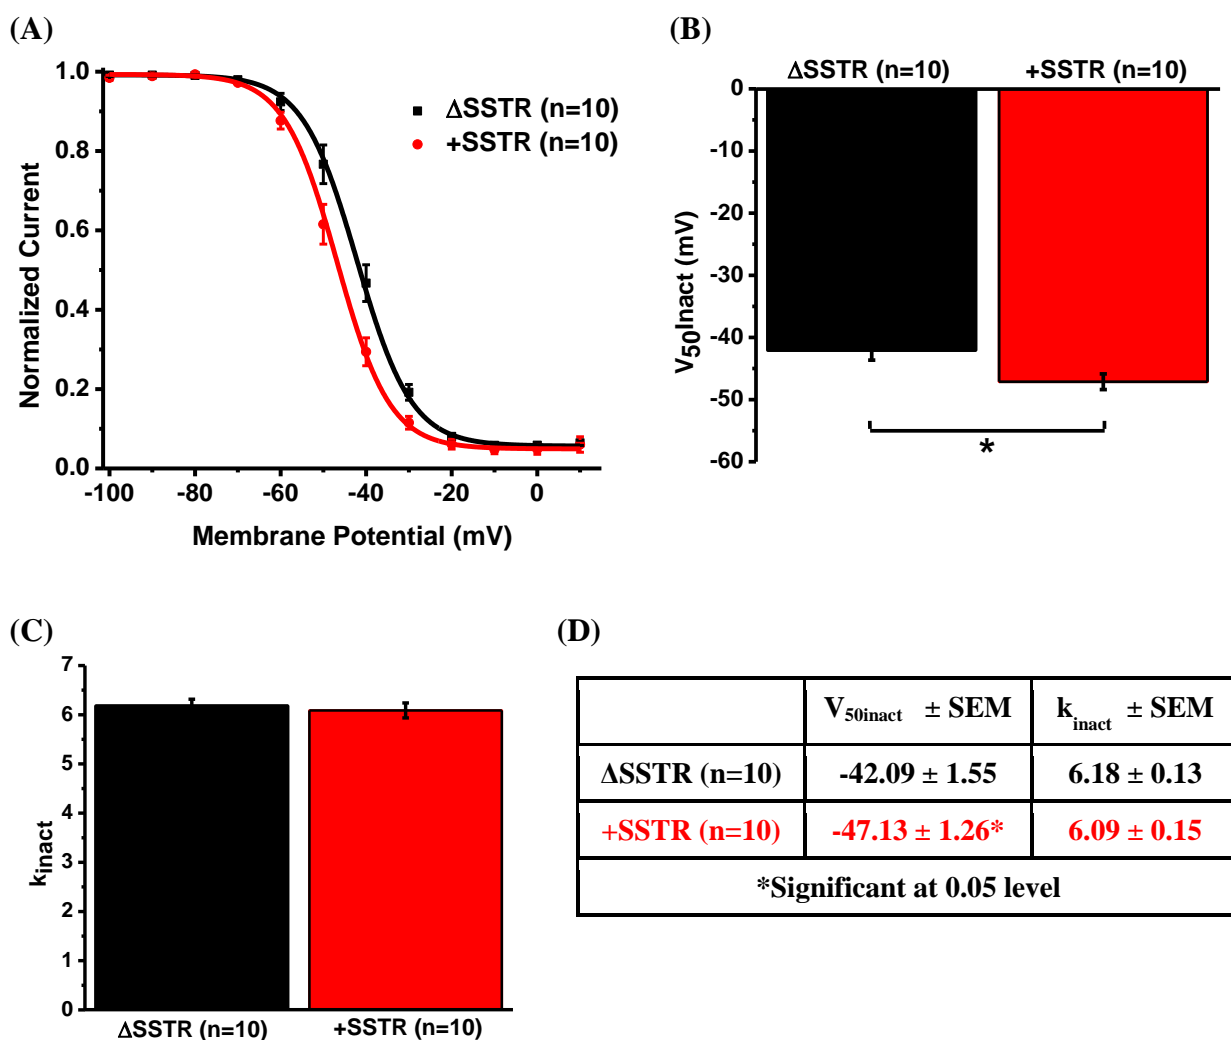 (A)
1.0
0.8
0.6
0.4
0.2
0.0
Normalized Current
-100
-80
-60
-40
-20
0
Membrane Potential (mV)
ΔSSTR (n=10)
+SSTR (n=10)
(B)
ΔSSTR (n=10)
+SSTR (n=10)
0
-10
-20
-30
-40
-50
-60
V50Inact (mV)
*
(C)
7
6
5
4
3
2
1
0
kinact
ΔSSTR (n=10)
+SSTR (n=10)
(D)
V50inact ± SEM
kinact ± SEM
ΔSSTR (n=10)
-42.09 ± 1.55
6.18 ± 0.13
+SSTR (n=10)
-47.13 ± 1.26*
6.09 ± 0.15
*Significant at 0.05 level